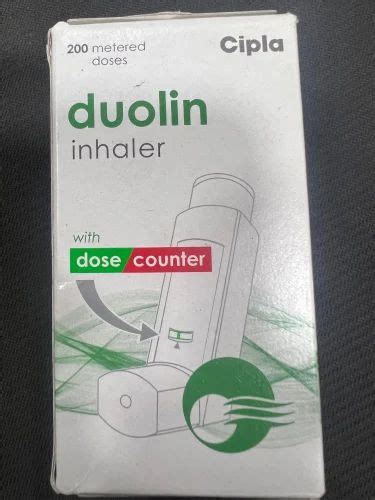 200 metered
doses
Cipla
duolin
inhaler
with
dose counter